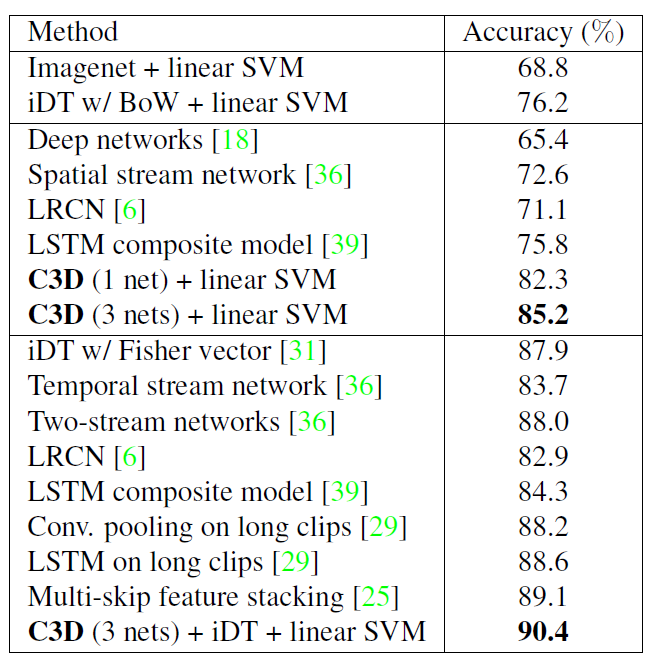 Method Accuracy (%)
Imagenet + linear SVM 68.8
iDT w/ BoW + linear SVM 76.2
Deep networks [18] 65.4
Spatial stream network [36] 72.6
LRCN [6] 71.1
LSTM composite model [39] 75.8
C3D (1 net) + linear SVM 82.3
C3D (3 nets) + linear SVM 85.2
iDT w/ Fisher vector [31] 87.9
Temporal stream network [36] 83.7
Two-stream networks [36] 88.0
LRCN [6] 82.9
LSTM composite model [39] 84.3
Conv. pooling on long clips [29] 88.2
LSTM on long clips [29] 88.6
Multi-skip feature stacking [25] 89.1
C3D (3 nets) + iDT + linear SVM 90.4